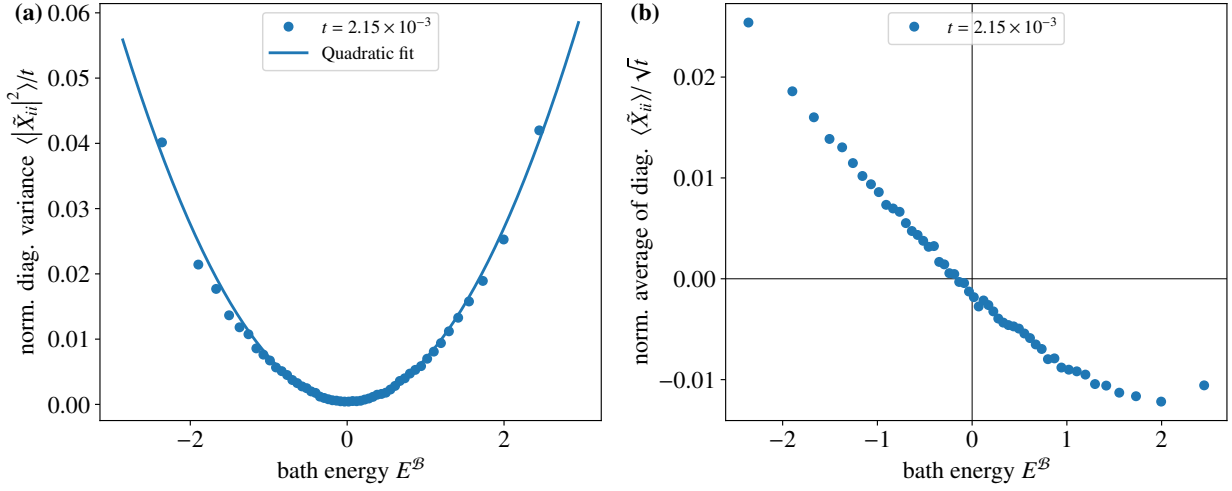 (a)
norm. diag. variance ⟨|X̃ᵢᵢ|²⟩/t
0.06
0.05
0.04
0.03
0.02
0.01
0.00
t = 2.15 × 10⁻³
Quadratic fit
−2
0
2
bath energy E^ℬ
(b)
norm. average of diag. ⟨X̃ᵢᵢ⟩/√t
0.02
0.01
0.00
−0.01
t = 2.15 × 10⁻³
−2
−1
0
1
2
bath energy E^ℬ